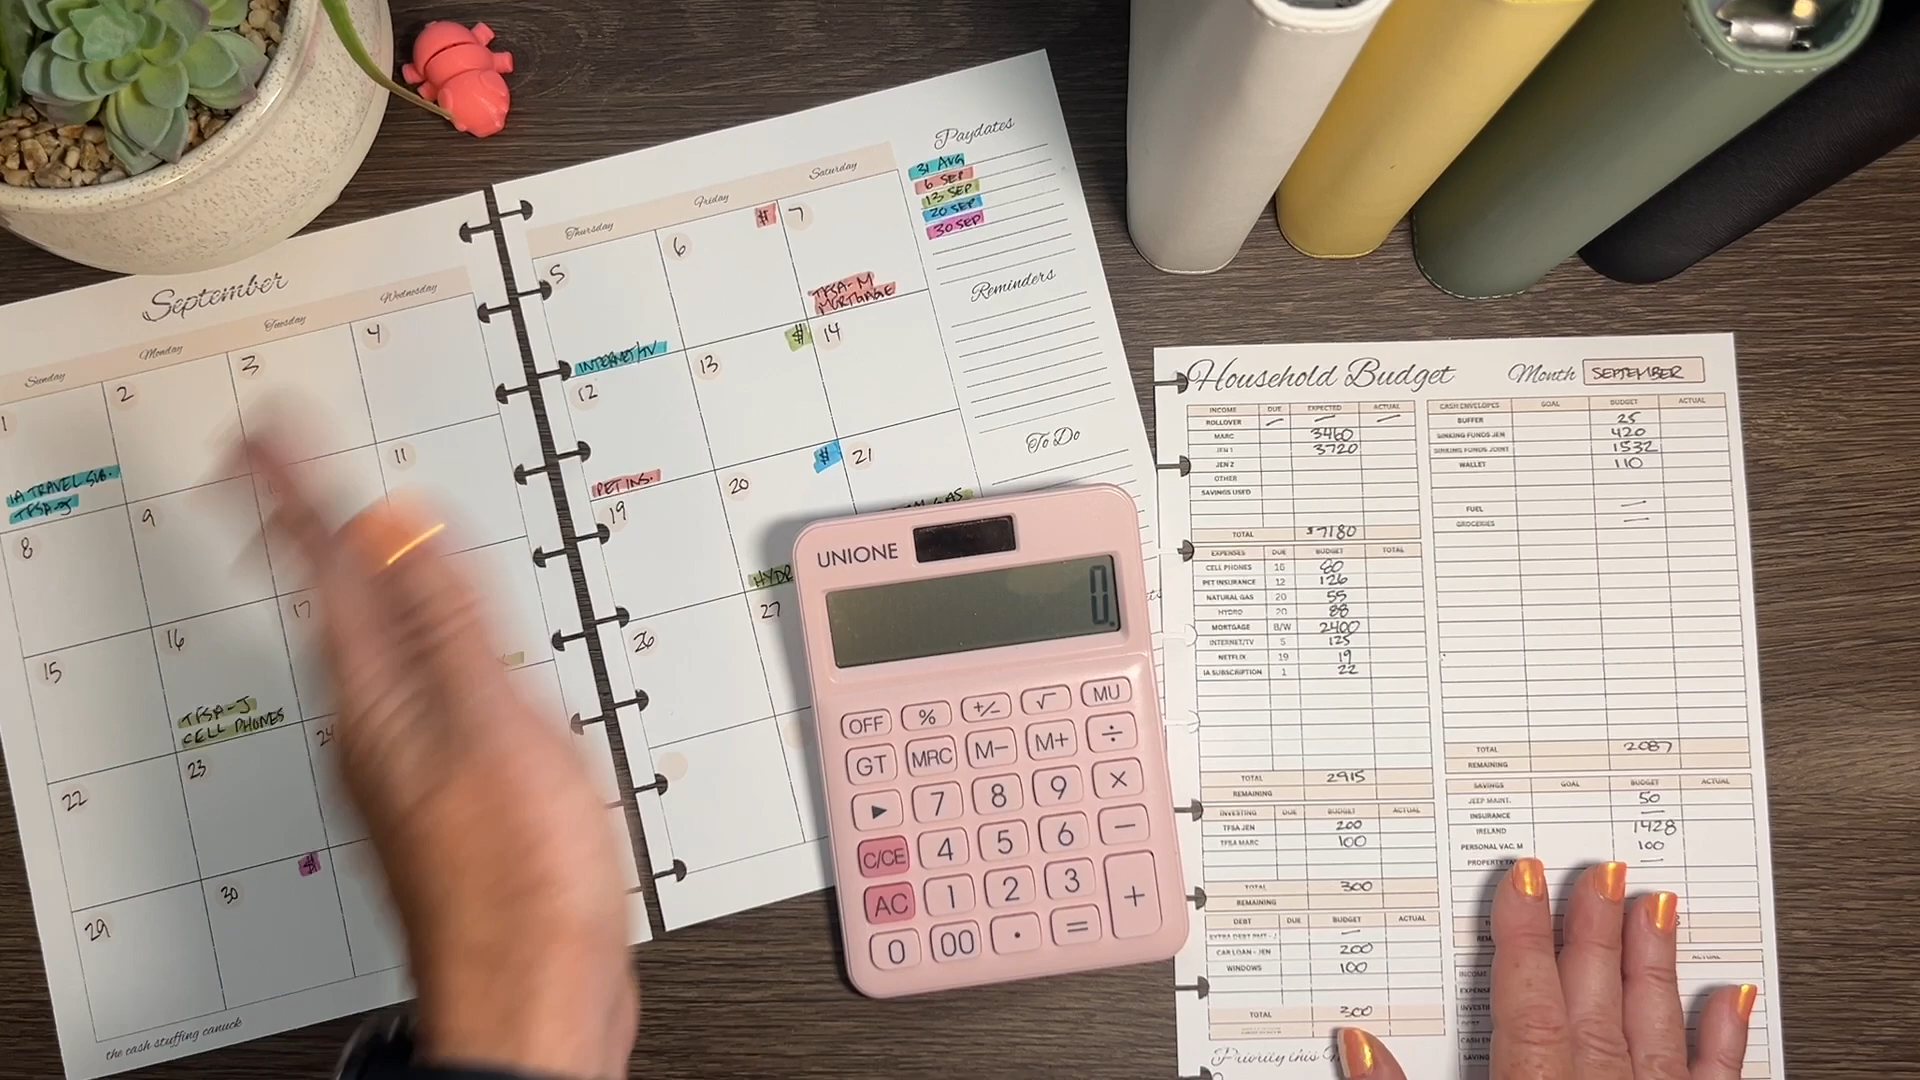 September
Sunday Monday Tuesday Wednesday
1 2 3 4
IA TRAVEL SUB.
TFSA-J
8 9 11
15 16 17
TFSA-J
CELL PHONES
22 23 24
29 30 $
the cash stuffing canuck
Thursday Friday Saturday
5 6 $ 7
INTERNET/TV
TFSA-M
MORTGAGE
12 13 $ 14
PET INS.
19 20 $ 21
GAS
26 27
Paydates
31 AUG
6 SEP
13 SEP
20 SEP
30 SEP
Reminders
To Do
UNIONE
0.
OFF % +/- √ MU
GT MRC M− M+ ÷
▶ 7 8 9 ×
C/CE 4 5 6 −
AC 1 2 3 +
0 00 · =
Household Budget Month SEPTEMBER
INCOME DUE EXPECTED ACTUAL
ROLLOVER — — —
MARC 3460
JEN 1 3720
JEN 2
OTHER
SAVINGS USED
TOTAL $7180
EXPENSES DUE BUDGET TOTAL
CELL PHONES 16 80
PET INSURANCE 12 126
NATURAL GAS 20 55
HYDRO 20 88
MORTGAGE B/W 2400
INTERNET/TV 5 125
NETFLIX 19 19
IA SUBSCRIPTION 1 22
TOTAL 2915
REMAINING
INVESTING DUE BUDGET ACTUAL
TFSA JEN 200
TFSA MARC 100
TOTAL 300
REMAINING
DEBT DUE BUDGET ACTUAL
EXTRA DEBT PMT - J —
CAR LOAN - JEN 200
WINDOWS 100
TOTAL 300
Priority this
CASH ENVELOPES GOAL BUDGET ACTUAL
BUFFER 25
SINKING FUNDS JEN 420
SINKING FUNDS JOINT 1532
WALLET 110
FUEL —
GROCERIES —
TOTAL 2087
REMAINING
SAVINGS GOAL BUDGET ACTUAL
JEEP MAINT. 50
INSURANCE —
IRELAND 1428
PERSONAL VAC. M 100
PROPERTY —
ACTUAL
INCOME